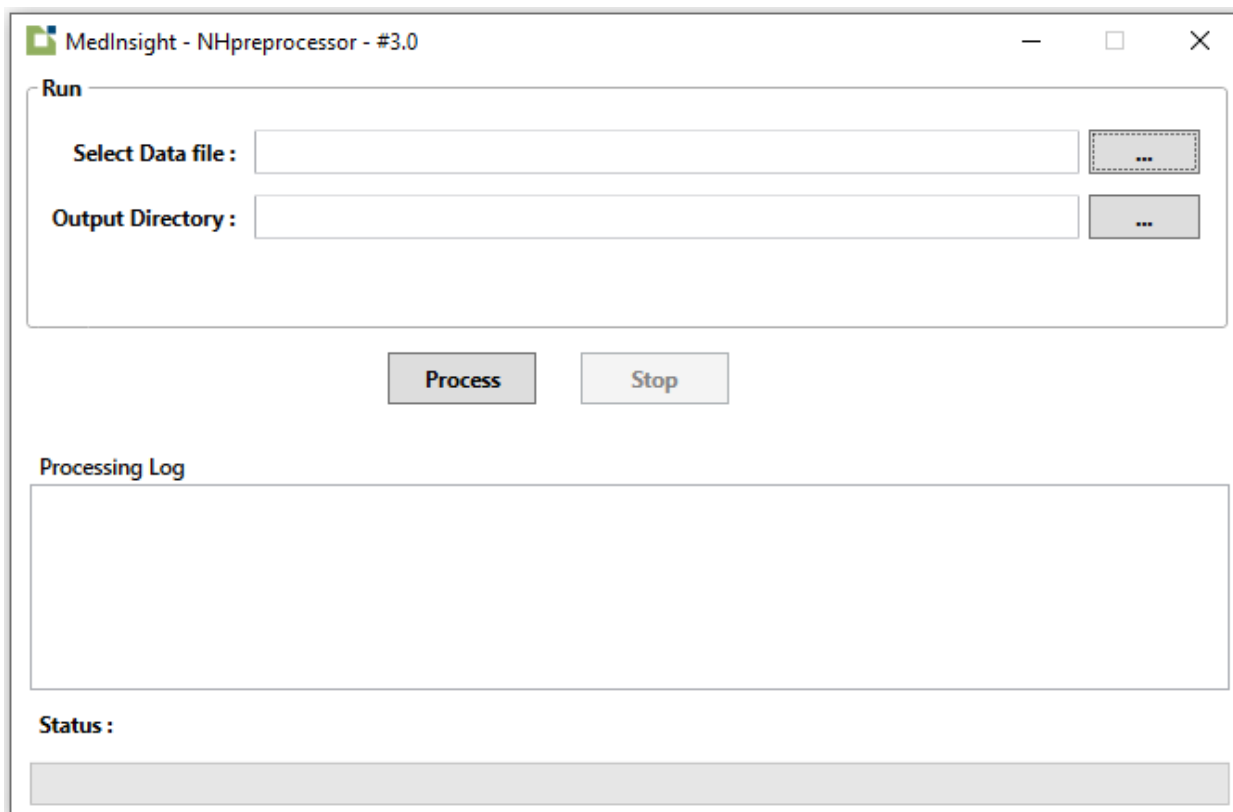 MedInsight - NHpreprocessor - #3.0
Run
Select Data file :
...
Output Directory :
...
Process
Stop
Processing Log
Status :